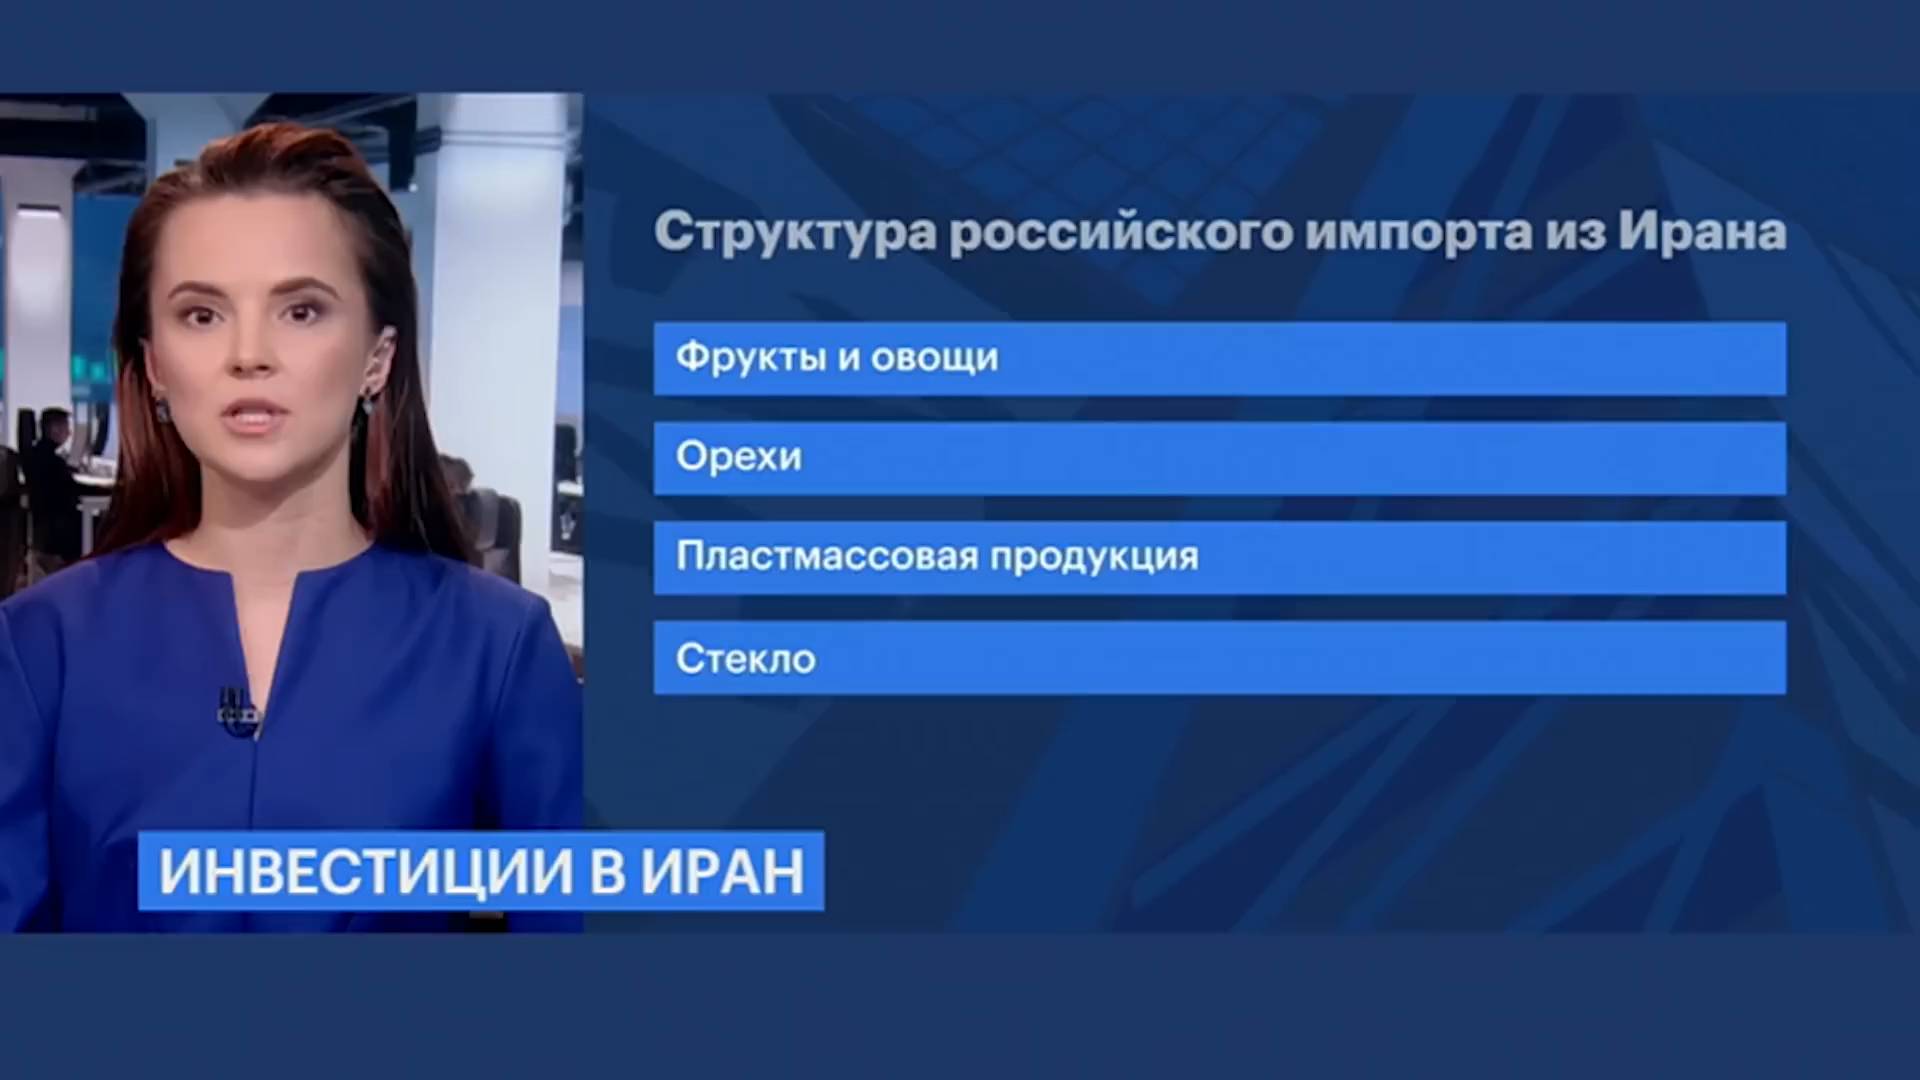 Структура российского импорта из Ирана
Фрукты и овощи
Орехи
Пластмассовая продукция
Стекло
ИНВЕСТИЦИИ В ИРАН